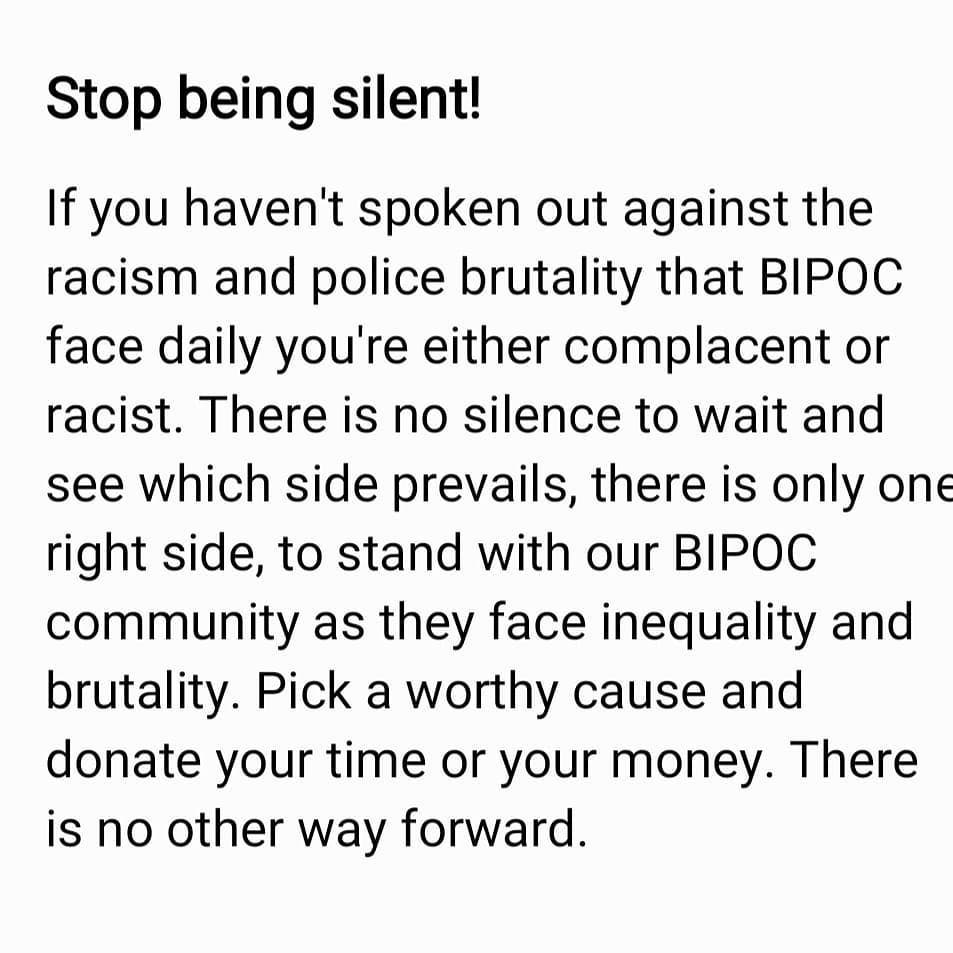 Stop being silent!
If you haven't spoken out against the
racism and police brutality that BIPOC
face daily you're either complacent or
racist. There is no silence to wait and
see which side prevails, there is only one
right side, to stand with our BIPOC
community as they face inequality and
brutality. Pick a worthy cause and
donate your time or your money. There
is no other way forward.